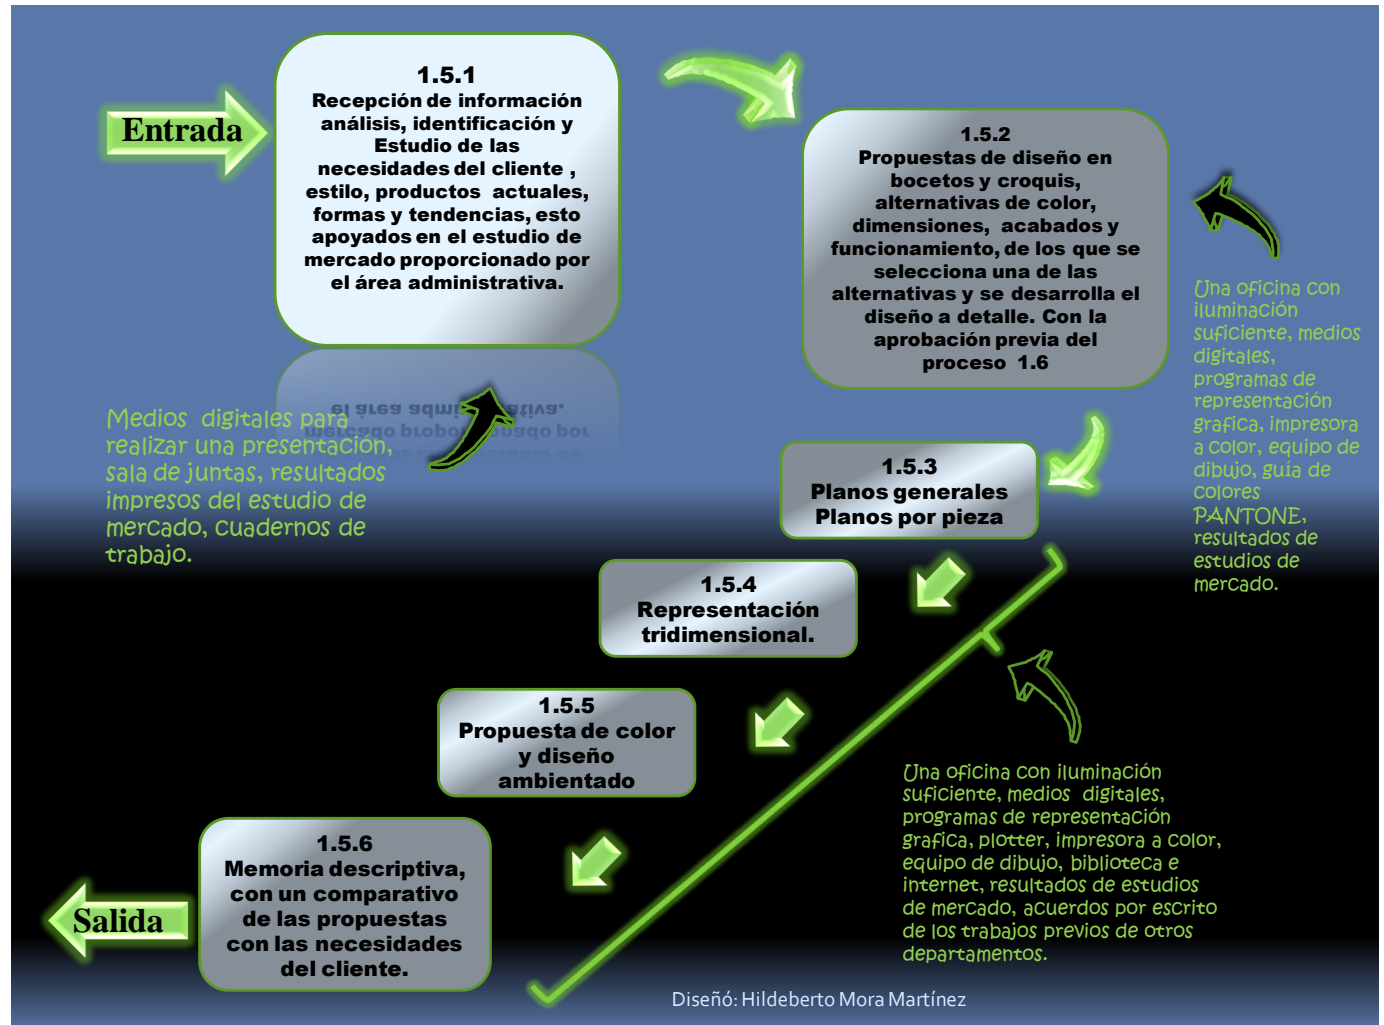 Entrada
1.5.1
Recepción de información
análisis, identificación y
Estudio de las
necesidades del cliente ,
estilo, productos  actuales,
formas y tendencias, esto
apoyados en el estudio de
mercado proporcionado por
el área administrativa.
1.5.2
Propuestas de diseño en
bocetos y croquis,
alternativas de color,
dimensiones,  acabados y
funcionamiento, de los que se
selecciona una de las
alternativas y se desarrolla el
diseño a detalle. Con la
aprobación previa del
proceso  1.6
Una oficina con
iluminación
suficiente, medios
digitales,
programas de
representación
grafica, impresora
a color, equipo de
dibujo, guía de
colores
PANTONE,
resultados de
estudios de
mercado.
Medios  digitales para
realizar una presentación,
sala de juntas, resultados
impresos del estudio de
mercado, cuadernos de
trabajo.
1.5.3
Planos generales
Planos por pieza
1.5.4
Representación
tridimensional.
1.5.5
Propuesta de color
y diseño
ambientado
Una oficina con iluminación
suficiente, medios  digitales,
programas de representación
grafica, plotter, impresora a color,
equipo de dibujo, biblioteca e
internet, resultados de estudios
de mercado, acuerdos por escrito
de los trabajos previos de otros
departamentos.
1.5.6
Memoria descriptiva,
con un comparativo
de las propuestas
con las necesidades
del cliente.
Salida
Diseñó: Hildeberto Mora Martínez